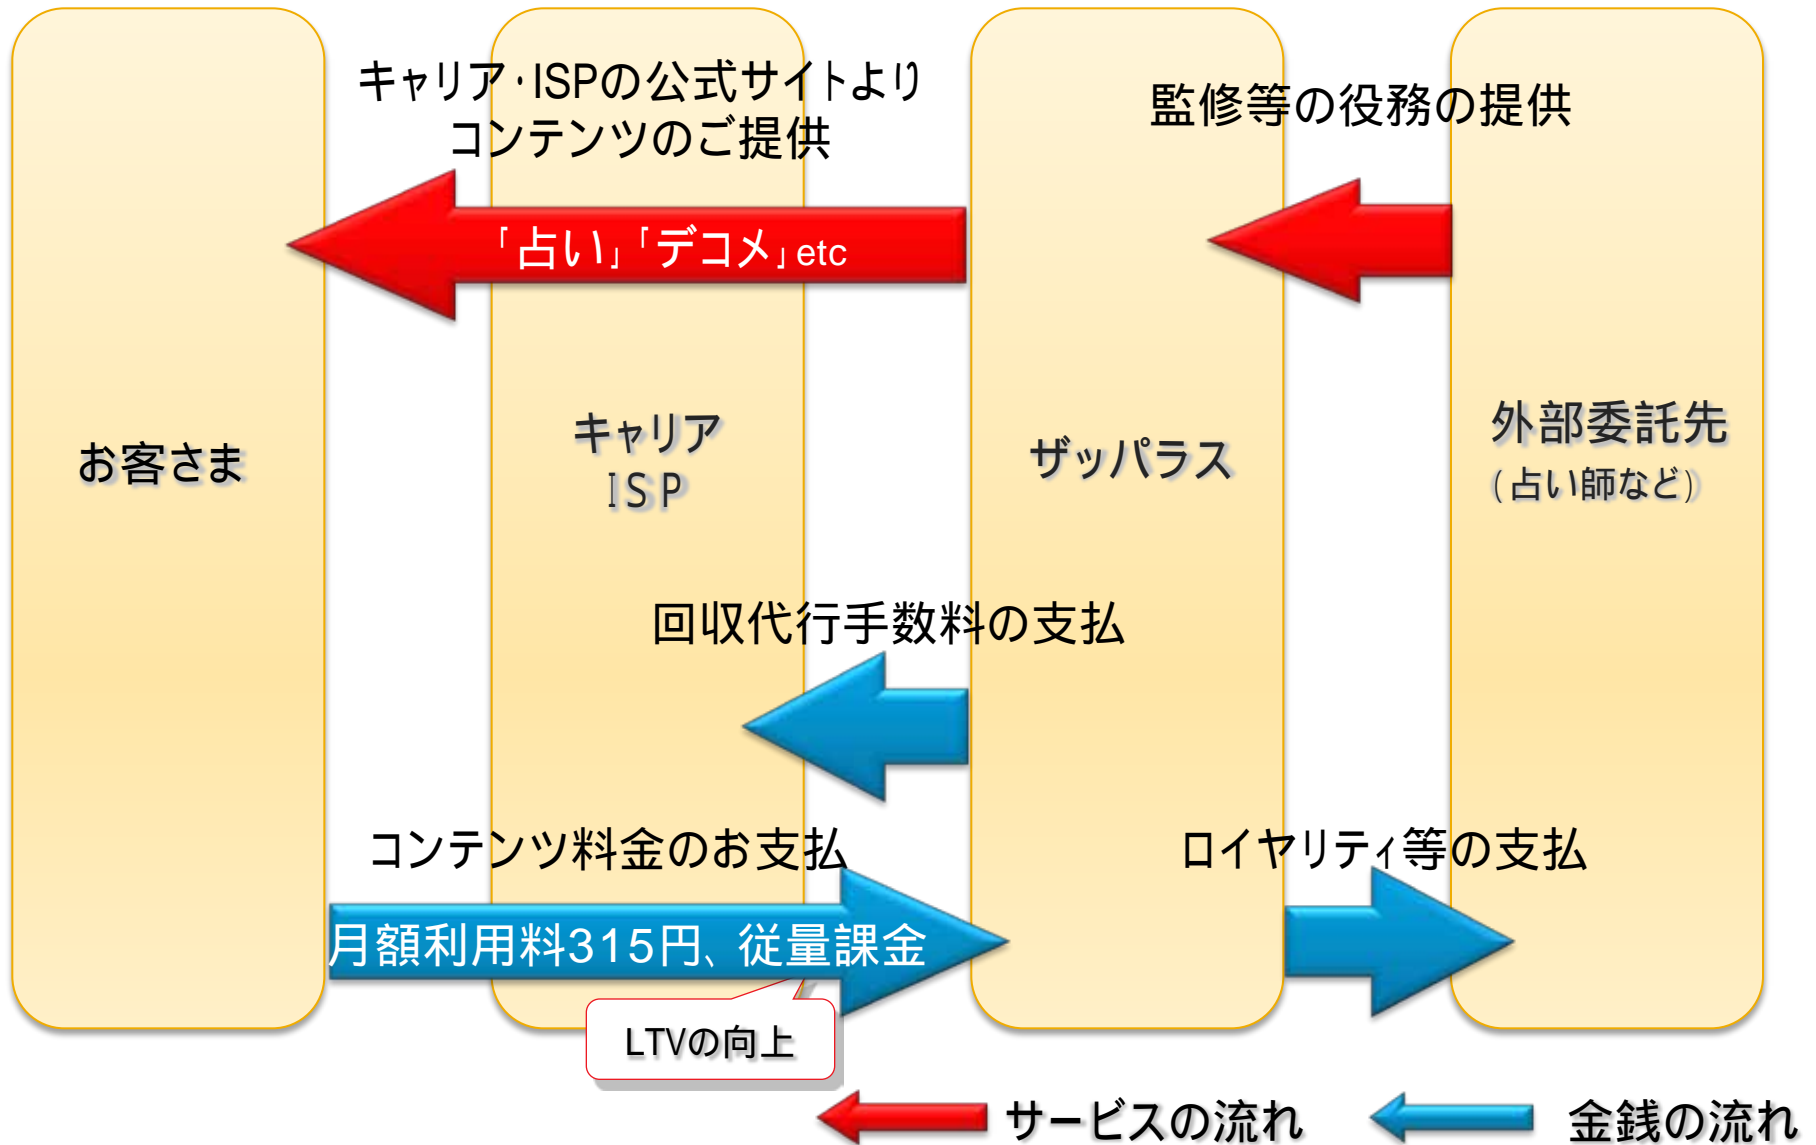 キャリア・ISPの公式サイトより
コンテンツのご提供
監修等の役務の提供
「占い」「デコメ」etc
お客さま
キャリア
ISP
ザッパラス
外部委託先
(占い師など)
回収代行手数料の支払
コンテンツ料金のお支払
ロイヤリティ等の支払
月額利用料315円、従量課金
LTVの向上
サービスの流れ
金銭の流れ